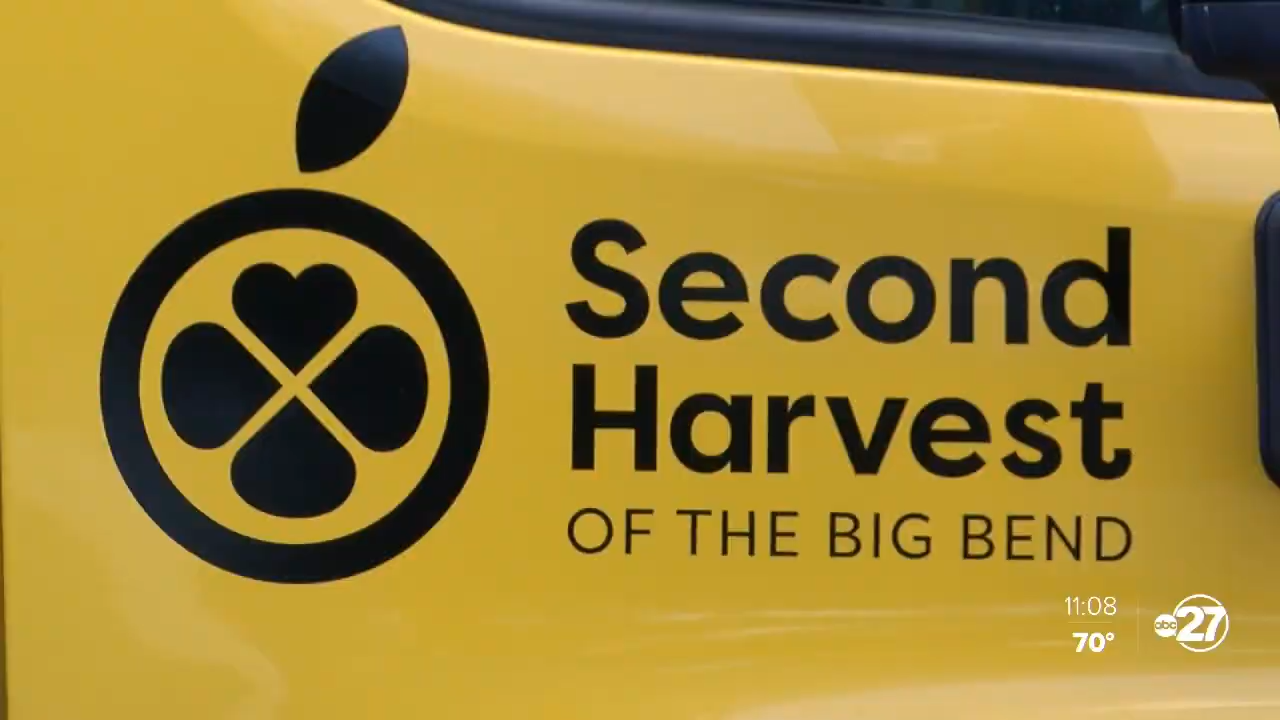 Second
Harvest
OF THE BIG BEND
11:08
70°
abc 27